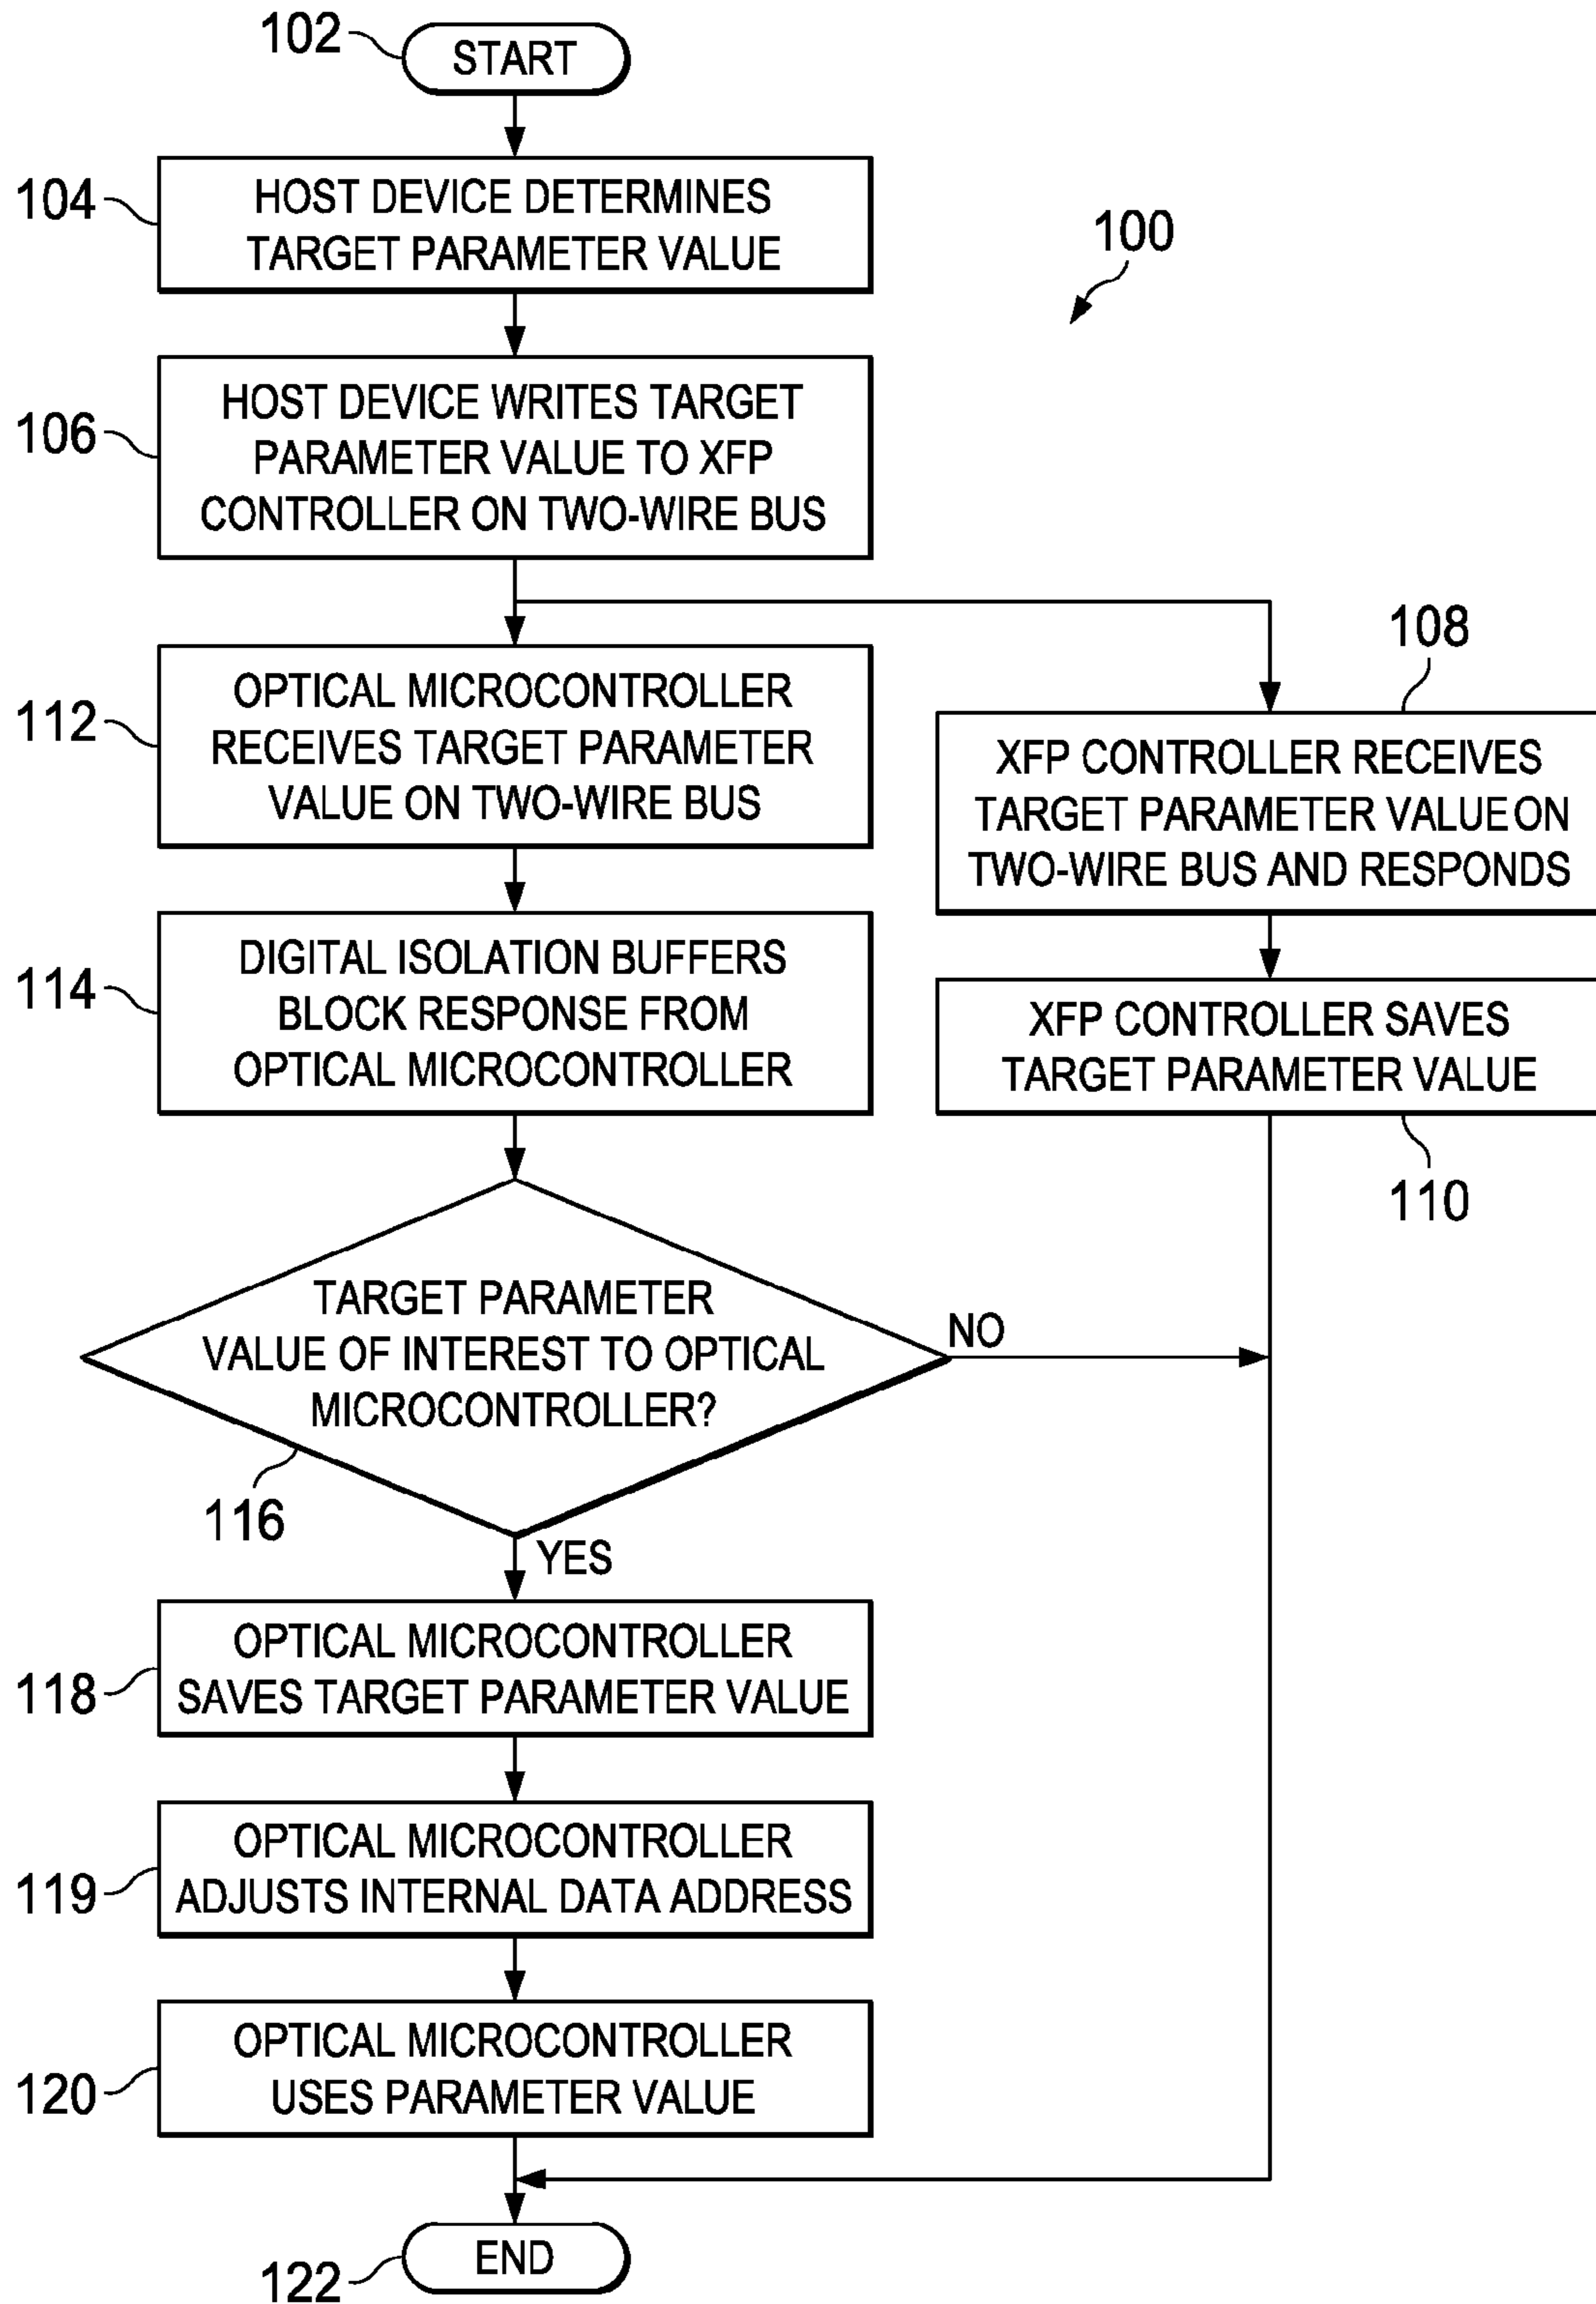 102
START
104
HOST DEVICE DETERMINES
TARGET PARAMETER VALUE
100
106
HOST DEVICE WRITES TARGET
PARAMETER VALUE TO XFP
CONTROLLER ON TWO-WIRE BUS
112
OPTICAL MICROCONTROLLER
RECEIVES TARGET PARAMETER
VALUE ON TWO-WIRE BUS
108
XFP CONTROLLER RECEIVES
TARGET PARAMETER VALUE ON
TWO-WIRE BUS AND RESPONDS
114
DIGITAL ISOLATION BUFFERS
BLOCK RESPONSE FROM
OPTICAL MICROCONTROLLER
XFP CONTROLLER SAVES
TARGET PARAMETER VALUE
110
TARGET PARAMETER
VALUE OF INTEREST TO OPTICAL
MICROCONTROLLER?
NO
116
YES
118
OPTICAL MICROCONTROLLER
SAVES TARGET PARAMETER VALUE
119
OPTICAL MICROCONTROLLER
ADJUSTS INTERNAL DATA ADDRESS
120
OPTICAL MICROCONTROLLER
USES PARAMETER VALUE
122
END